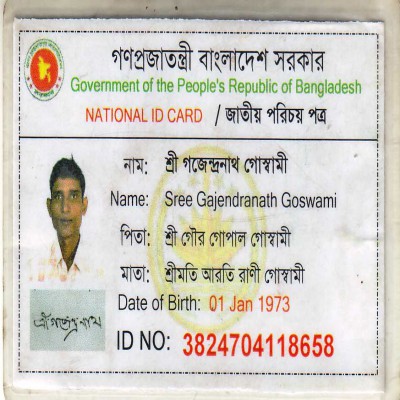 গণপ্রজাতন্ত্রী বাংলাদেশ সরকার
Government of the People's Republic of Bangladesh
NATIONAL ID CARD / জাতীয় পরিচয় পত্র
নাম: শ্রী গজেন্দ্রনাথ গোস্বামী
Name: Sree Gajendranath Goswami
পিতা: শ্রী গৌর গোপাল গোস্বামী
মাতা: শ্রীমতি আরতি রাণী গোস্বামী
Date of Birth: 01 Jan 1973
শ্রী গজেন্দ্র নাথ
ID NO: 3824704118658